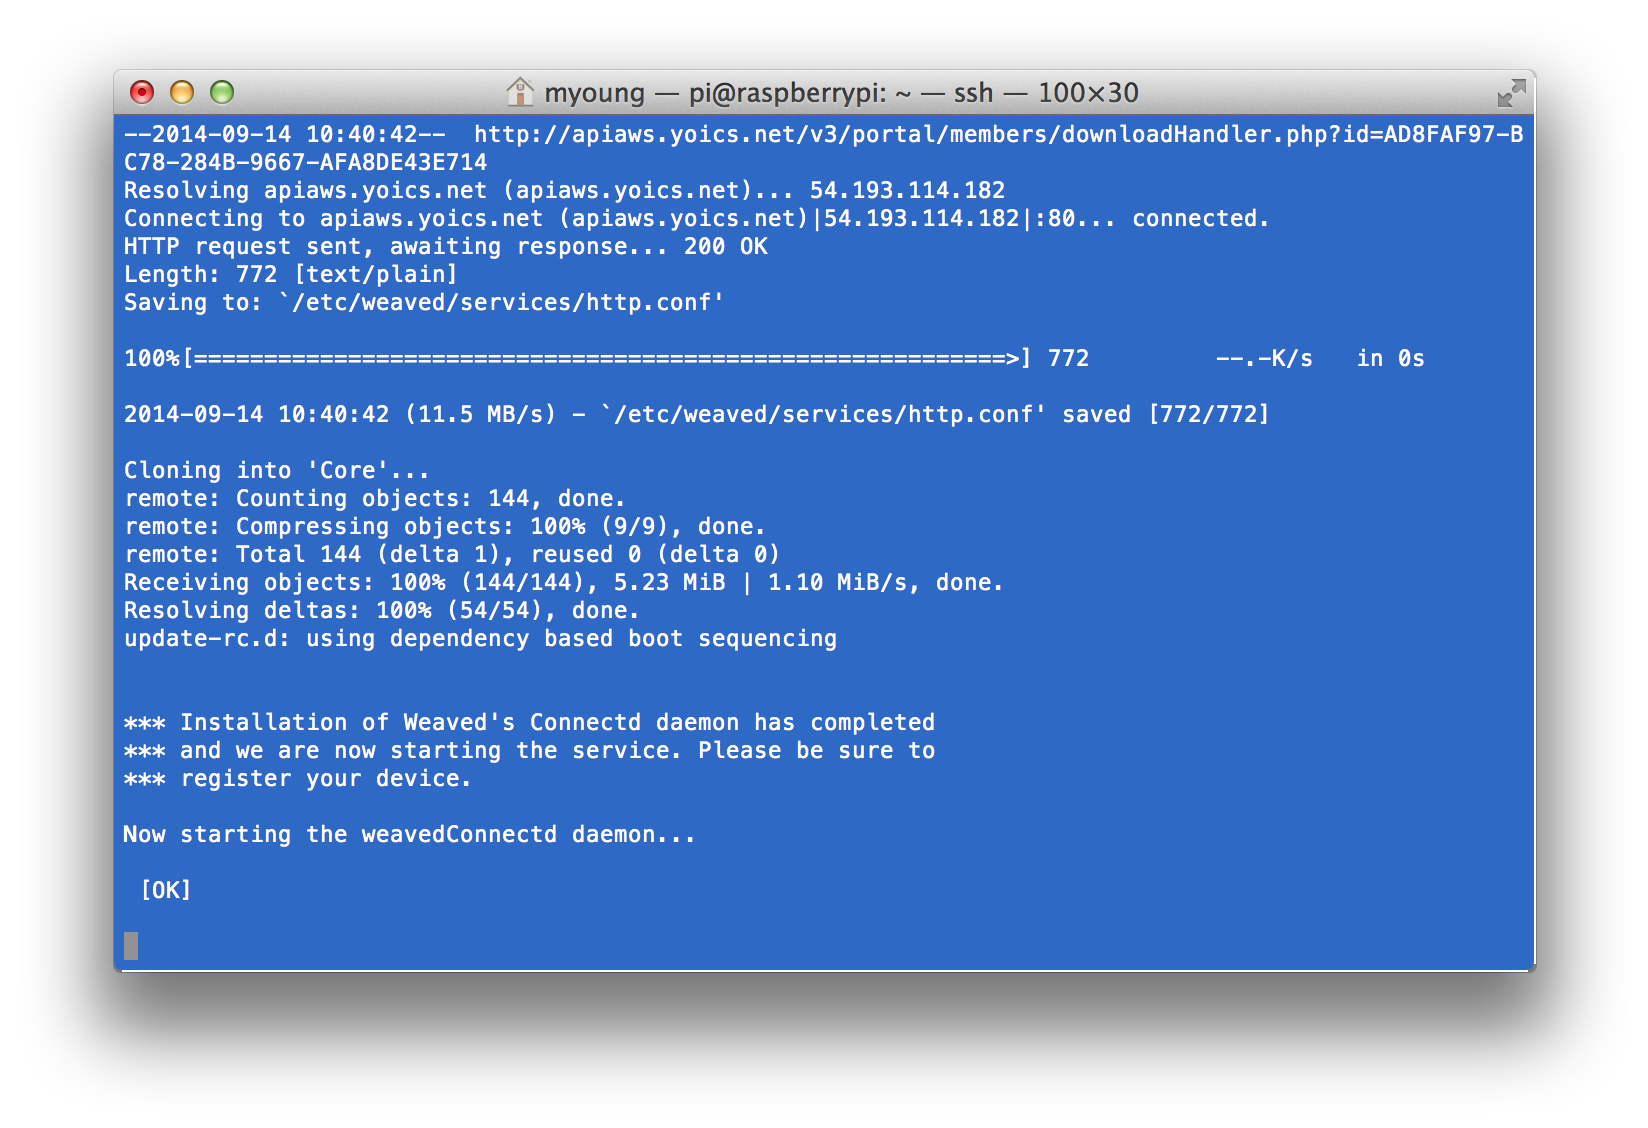 myoung — pi@raspberrypi: ~ — ssh — 100×30
--2014-09-14 10:40:42--  http://apiaws.yoics.net/v3/portal/members/downloadHandler.php?id=AD8FAF97-B
C78-284B-9667-AFA8DE43E714
Resolving apiaws.yoics.net (apiaws.yoics.net)... 54.193.114.182
Connecting to apiaws.yoics.net (apiaws.yoics.net)|54.193.114.182|:80... connected.
HTTP request sent, awaiting response... 200 OK
Length: 772 [text/plain]
Saving to: `/etc/weaved/services/http.conf'
100%[==========================================================>] 772         --.-K/s   in 0s
2014-09-14 10:40:42 (11.5 MB/s) - `/etc/weaved/services/http.conf' saved [772/772]
Cloning into 'Core'...
remote: Counting objects: 144, done.
remote: Compressing objects: 100% (9/9), done.
remote: Total 144 (delta 1), reused 0 (delta 0)
Receiving objects: 100% (144/144), 5.23 MiB | 1.10 MiB/s, done.
Resolving deltas: 100% (54/54), done.
update-rc.d: using dependency based boot sequencing
*** Installation of Weaved's Connectd daemon has completed
*** and we are now starting the service. Please be sure to
*** register your device.
Now starting the weavedConnectd daemon...
[OK]